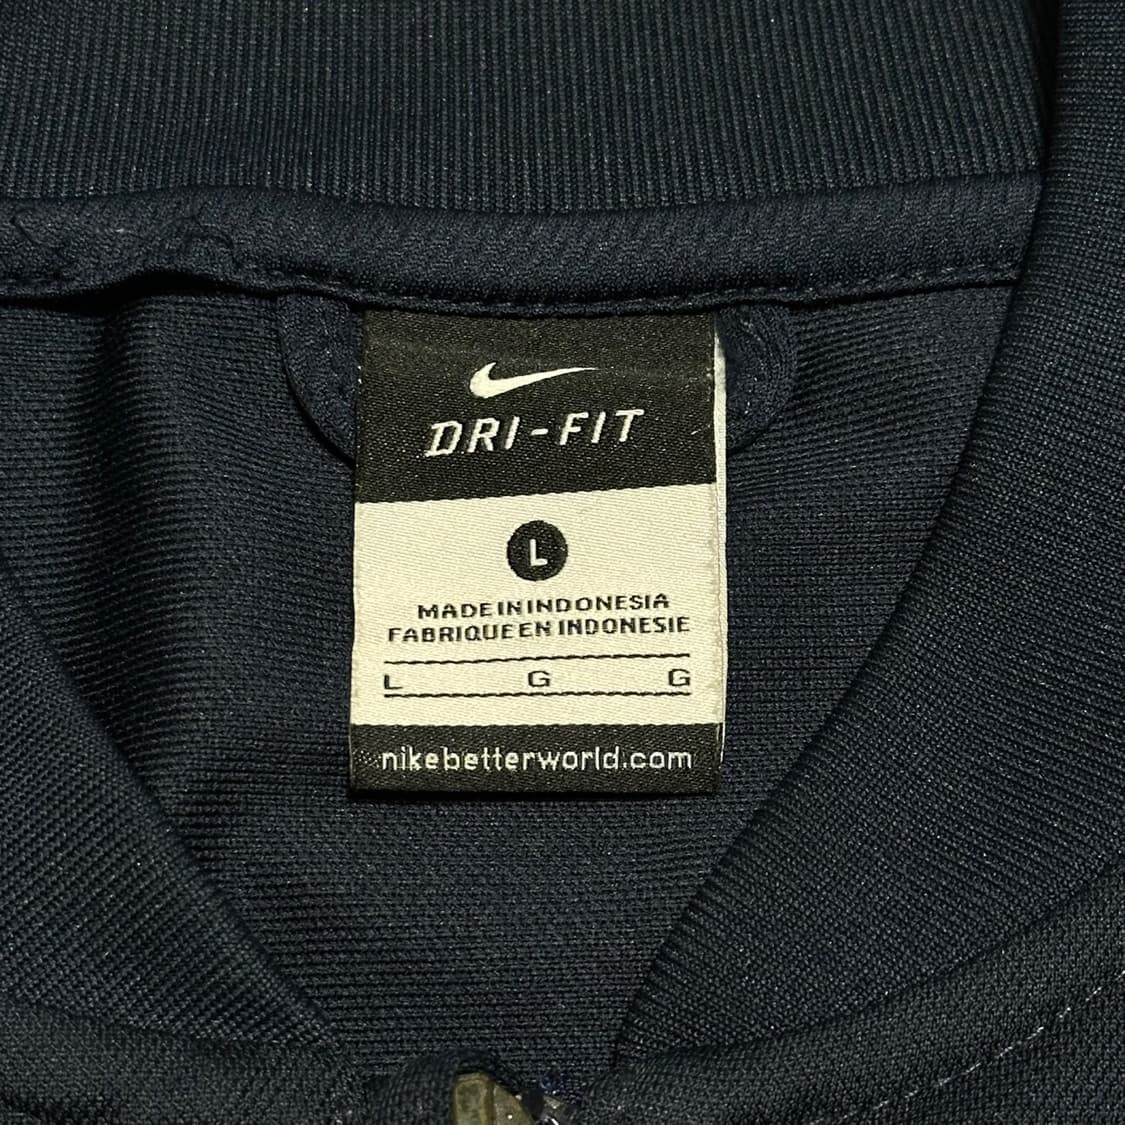 DRI-FIT
L
MADE IN INDONESIA
FABRIQUE EN INDONESIE
L G G
nikebetterworld.com